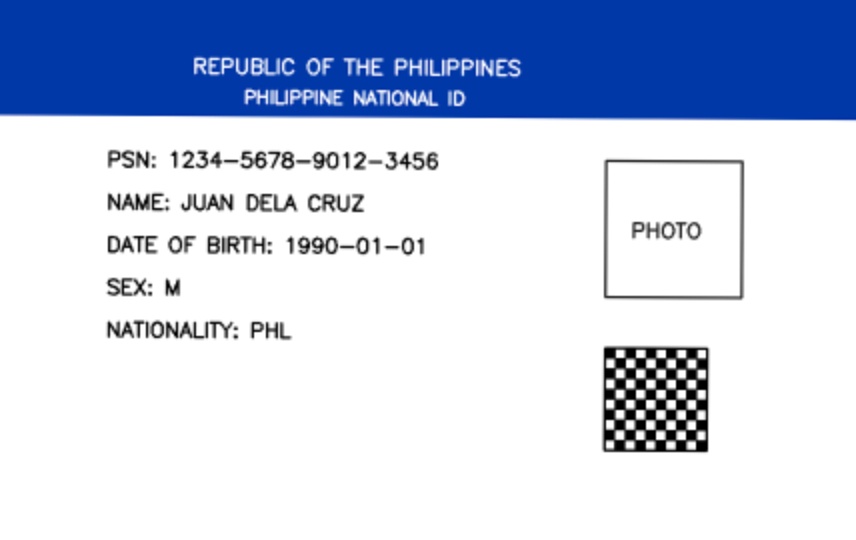 REPUBLIC OF THE PHILIPPINES
PHILIPPINE NATIONAL ID
PSN: 1234-5678-9012-3456
NAME: JUAN DELA CRUZ
DATE OF BIRTH: 1990-01-01
SEX: M
NATIONALITY: PHL
PHOTO